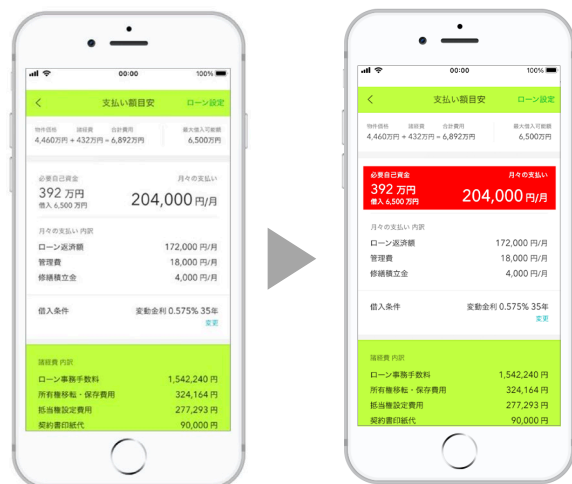 00:00 100%
支払い額目安 ローン設定
物件価格 諸経費 合計費用 最大借入可能額
4,460万円 + 432万円 = 6,892万円 6,500万円
必要自己資金 月々の支払い
392 万円
借入 6,500 万円 204,000 円/月
月々の支払い 内訳
ローン返済額 172,000 円/月
管理費 18,000 円/月
修繕積立金 4,000 円/月
借入条件 変動金利 0.575% 35年
変更
諸経費 内訳
ローン事務手数料 1,542,240 円
所有権移転・保存費用 324,164 円
抵当権設定費用 277,293 円
契約書印紙代 90,000 円
00:00 100%
支払い額目安 ローン設定
物件価格 諸経費 合計費用 最大借入可能額
4,460万円 + 432万円 = 6,892万円 6,500万円
必要自己資金 月々の支払い
392 万円
借入 6,500 万円 204,000 円/月
月々の支払い 内訳
ローン返済額 172,000 円/月
管理費 18,000 円/月
修繕積立金 4,000 円/月
借入条件 変動金利 0.575% 35年
変更
諸経費 内訳
ローン事務手数料 1,542,240 円
所有権移転・保存費用 324,164 円
抵当権設定費用 277,293 円
契約書印紙代 90,000 円